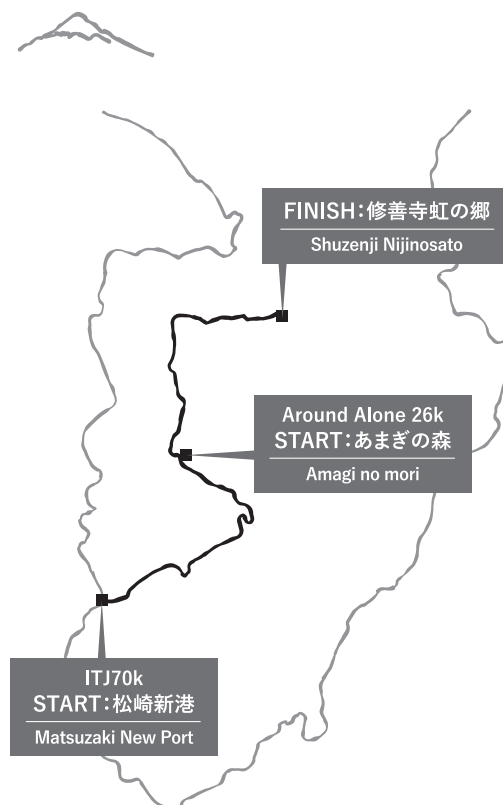 FINISH：修善寺虹の郷
Shuzenji Nijinosato
Around Alone 26k
START：あまぎの森
Amagi no mori
ITJ70k
START：松崎新港
Matsuzaki New Port